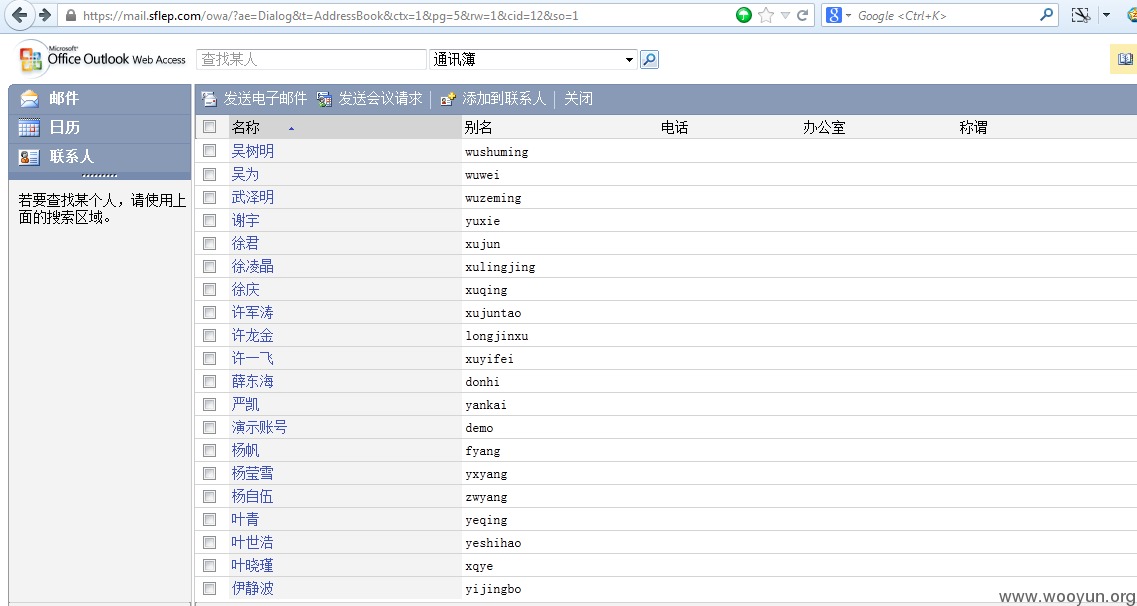 https://mail.sflep.com/owa/?ae=Dialog&t=AddressBook&ctx=1&pg=5&rw=1&cid=12&so=1
Google <Ctrl+K>
Microsoft®
Office Outlook Web Access
查找某人
通讯簿
邮件
日历
联系人
若要查找某个人，请使用上
面的搜索区域。
发送电子邮件 发送会议请求 添加到联系人 关闭
名称 别名 电话 办公室 称谓
吴树明 wushuming
吴为 wuwei
武泽明 wuzeming
谢宇 yuxie
徐君 xujun
徐凌晶 xulingjing
徐庆 xuqing
许军涛 xujuntao
许龙金 longjinxu
许一飞 xuyifei
薛东海 donhi
严凯 yankai
演示账号 demo
杨帆 fyang
杨莹雪 yxyang
杨自伍 zwyang
叶青 yeqing
叶世浩 yeshihao
叶晓瑾 xqye
伊静波 yijingbo
www.wooyun.org